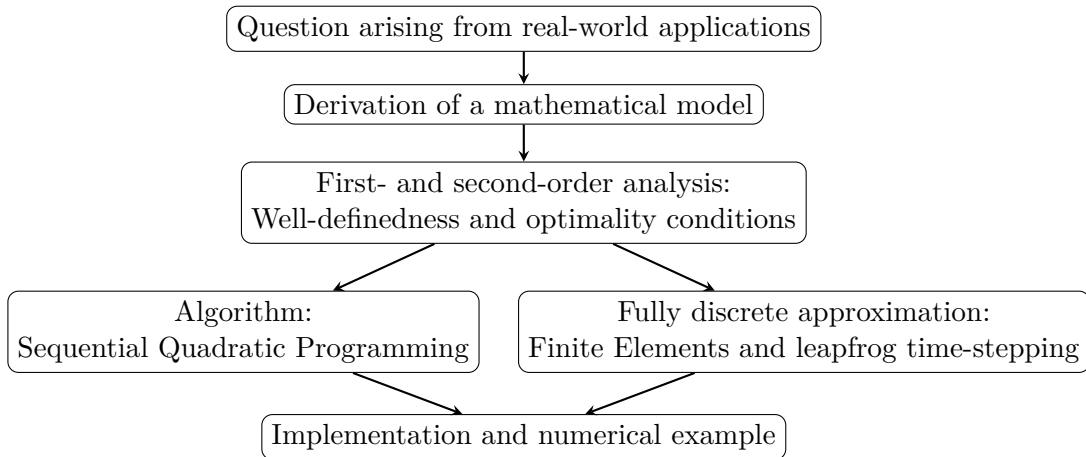 Question arising from real-world applications
Derivation of a mathematical model
First- and second-order analysis:
Well-definedness and optimality conditions
Algorithm:
Sequential Quadratic Programming
Fully discrete approximation:
Finite Elements and leapfrog time-stepping
Implementation and numerical example